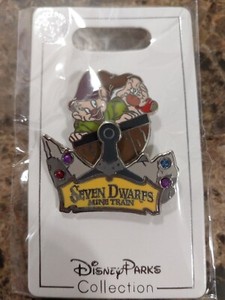 SEVEN DWARFS
MINE TRAIN
DISNEY PARKS
Collection